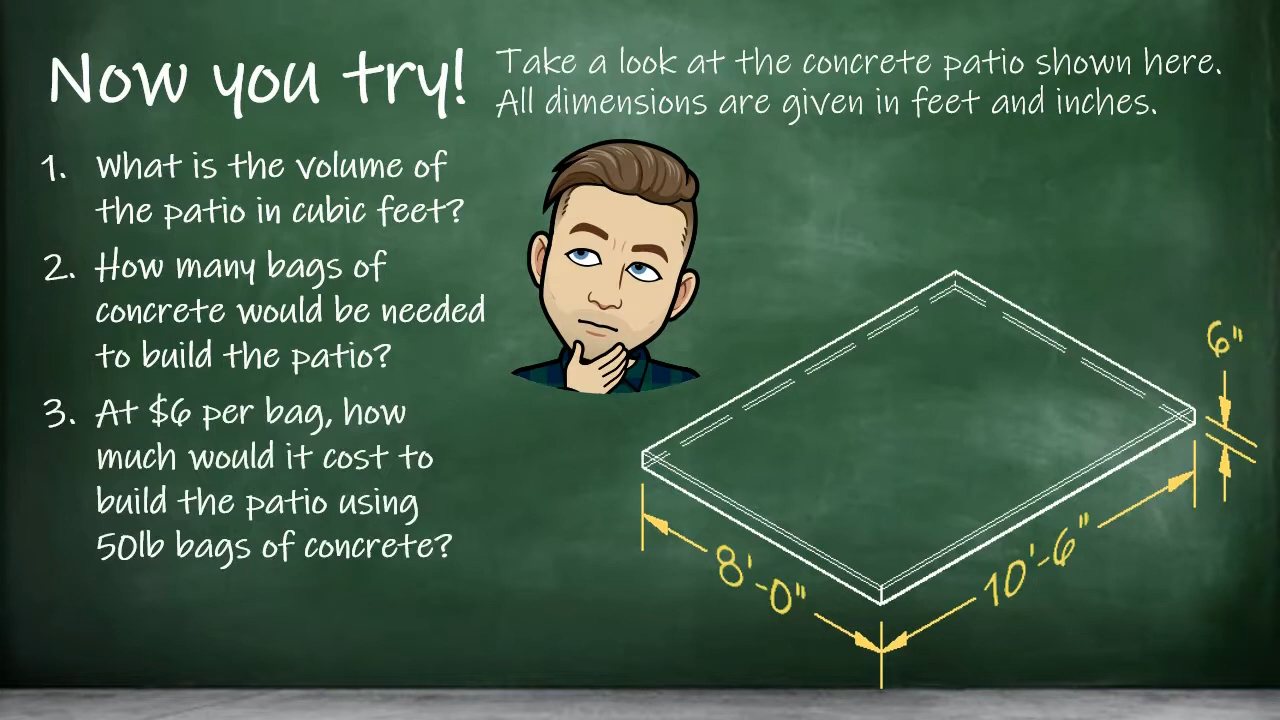 Now you try!
Take a look at the concrete patio shown here.
All dimensions are given in feet and inches.
1. What is the volume of
the patio in cubic feet?
2. How many bags of
concrete would be needed
to build the patio?
3. At $6 per bag, how
much would it cost to
build the patio using
50lb bags of concrete?
6"
8'-0"
10'-6"